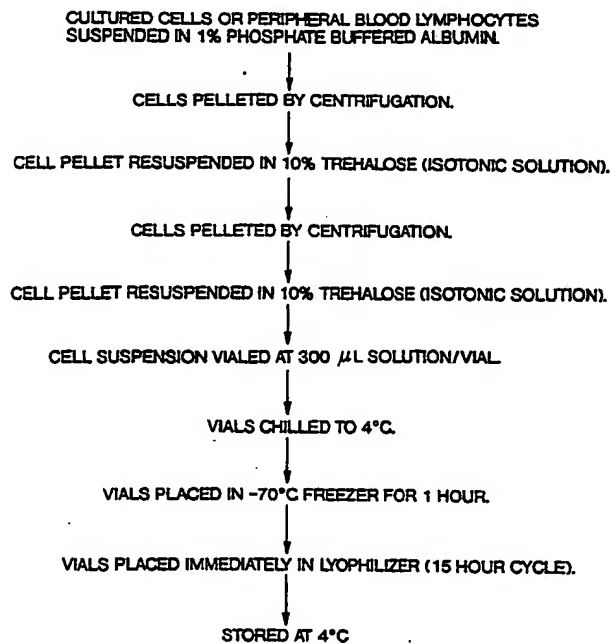 CULTURED CELLS OR PERIPHERAL BLOOD LYMPHOCYTES
SUSPENDED IN 1% PHOSPHATE BUFFERED ALBUMIN.
CELLS PELLETED BY CENTRIFUGATION.
CELL PELLET RESUSPENDED IN 10% TREHALOSE (ISOTONIC SOLUTION).
CELLS PELLETED BY CENTRIFUGATION.
CELL PELLET RESUSPENDED IN 10% TREHALOSE (ISOTONIC SOLUTION).
CELL SUSPENSION VIALED AT 300 μL SOLUTION/VIAL.
VIALS CHILLED TO 4°C.
VIALS PLACED IN -70°C FREEZER FOR 1 HOUR.
VIALS PLACED IMMEDIATELY IN LYOPHILIZER (15 HOUR CYCLE).
STORED AT 4°C